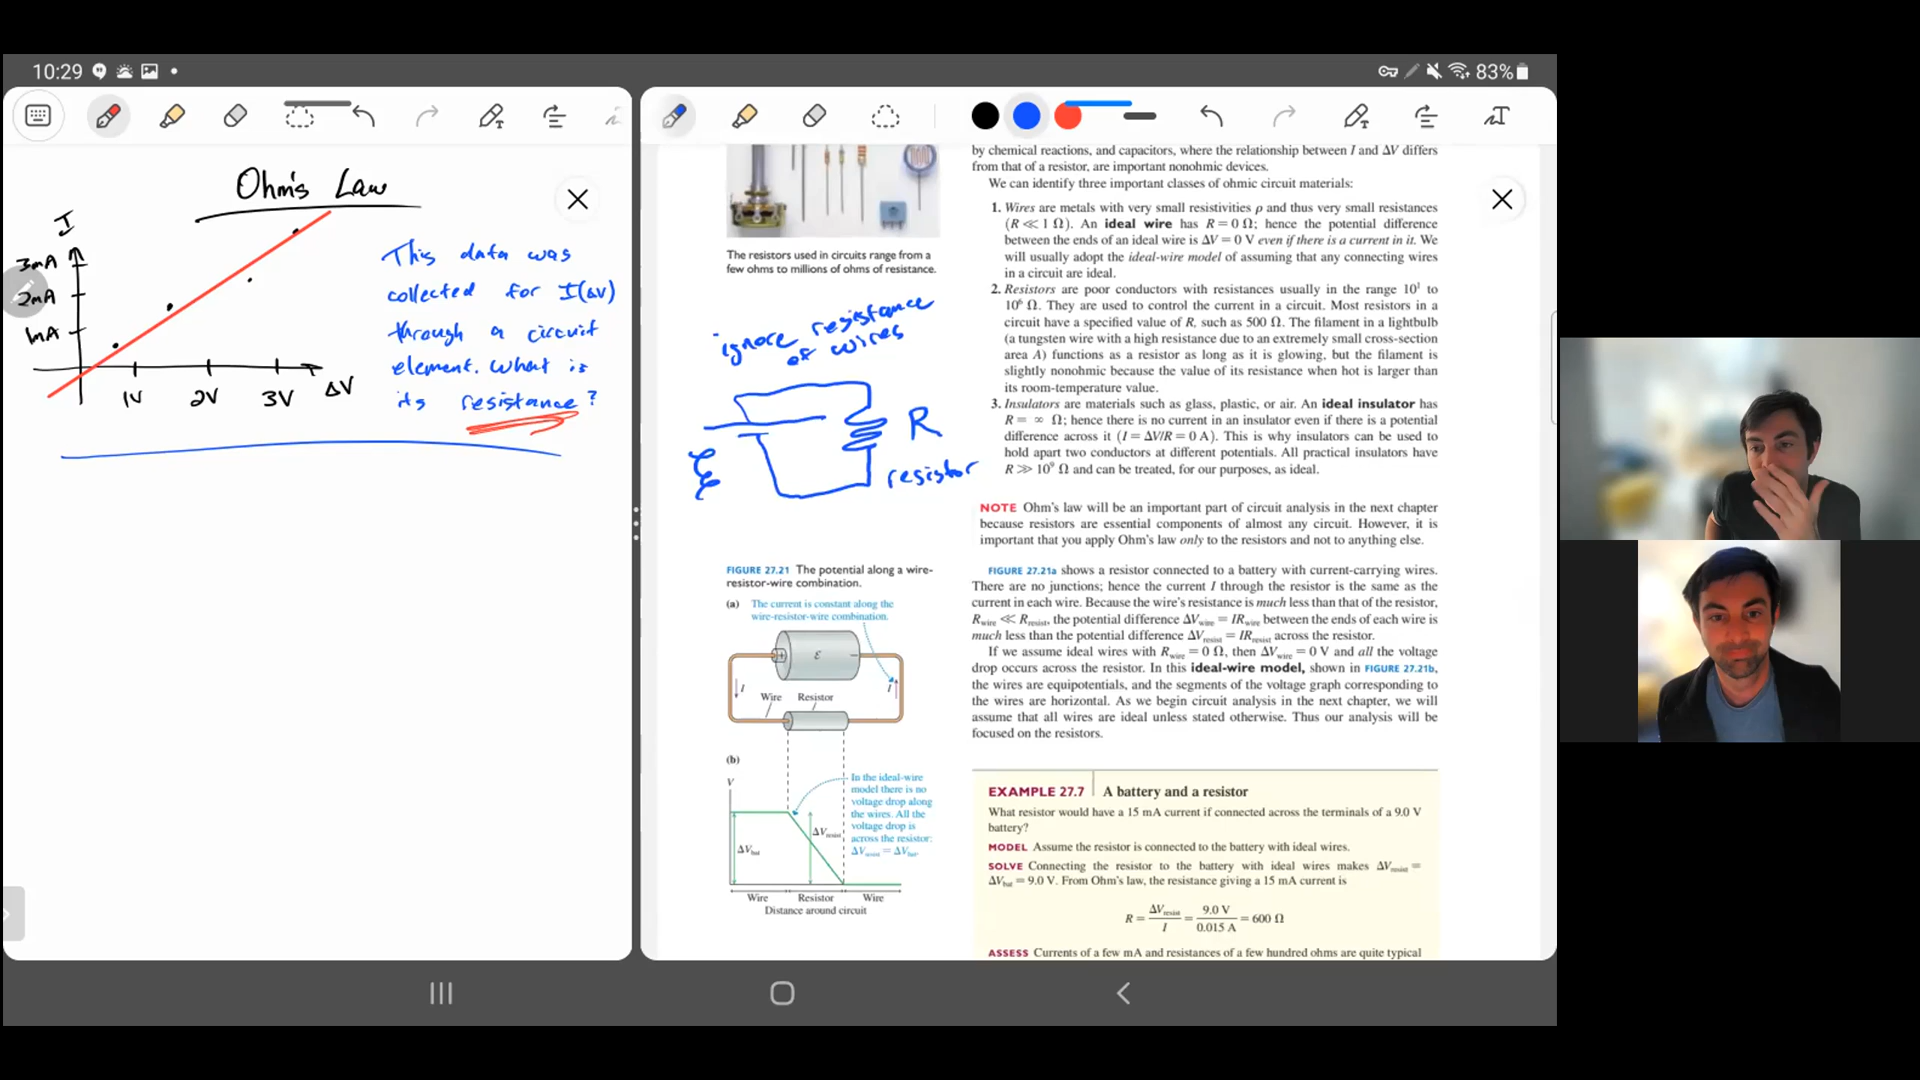 10:29
83%
Ohm's Law
I
3mA
2mA
1mA
1V 2V 3V ΔV
This data was
collected for I(ΔV)
through a circuit
element. What is
its resistance?
The resistors used in circuits range from a
few ohms to millions of ohms of resistance.
ignore resistance
of wires
R
resistor
ℰ
FIGURE 27.21 The potential along a wire-
resistor-wire combination.
(a) The current is constant along the
wire-resistor-wire combination.
ℰ
I
I
Wire Resistor
(b)
V
In the ideal-wire
model there is no
voltage drop along
the wires. All the
voltage drop is
across the resistor:
ΔVresist = ΔVbat.
ΔVresist
ΔVbat
Wire Resistor Wire
Distance around circuit
by chemical reactions, and capacitors, where the relationship between I and ΔV differs
from that of a resistor, are important nonohmic devices.
We can identify three important classes of ohmic circuit materials:
1. Wires are metals with very small resistivities ρ and thus very small resistances
(R ≪ 1 Ω). An ideal wire has R = 0 Ω; hence the potential difference
between the ends of an ideal wire is ΔV = 0 V even if there is a current in it. We
will usually adopt the ideal-wire model of assuming that any connecting wires
in a circuit are ideal.
2. Resistors are poor conductors with resistances usually in the range 10¹ to
10⁶ Ω. They are used to control the current in a circuit. Most resistors in a
circuit have a specified value of R, such as 500 Ω. The filament in a lightbulb
(a tungsten wire with a high resistance due to an extremely small cross-section
area A) functions as a resistor as long as it is glowing, but the filament is
slightly nonohmic because the value of its resistance when hot is larger than
its room-temperature value.
3. Insulators are materials such as glass, plastic, or air. An ideal insulator has
R = ∞ Ω; hence there is no current in an insulator even if there is a potential
difference across it (I = ΔV/R = 0 A). This is why insulators can be used to
hold apart two conductors at different potentials. All practical insulators have
R ≫ 10⁹ Ω and can be treated, for our purposes, as ideal.
NOTE Ohm's law will be an important part of circuit analysis in the next chapter
because resistors are essential components of almost any circuit. However, it is
important that you apply Ohm's law only to the resistors and not to anything else.
FIGURE 27.21a shows a resistor connected to a battery with current-carrying wires.
There are no junctions; hence the current I through the resistor is the same as the
current in each wire. Because the wire's resistance is much less than that of the resistor,
Rwire ≪ Rresist, the potential difference ΔVwire = IRwire between the ends of each wire is
much less than the potential difference ΔVresist = IRresist across the resistor.
If we assume ideal wires with Rwire = 0 Ω, then ΔVwire = 0 V and all the voltage
drop occurs across the resistor. In this ideal-wire model, shown in FIGURE 27.21b,
the wires are equipotentials, and the segments of the voltage graph corresponding to
the wires are horizontal. As we begin circuit analysis in the next chapter, we will
assume that all wires are ideal unless stated otherwise. Thus our analysis will be
focused on the resistors.
EXAMPLE 27.7 A battery and a resistor
What resistor would have a 15 mA current if connected across the terminals of a 9.0 V
battery?
MODEL Assume the resistor is connected to the battery with ideal wires.
SOLVE Connecting the resistor to the battery with ideal wires makes ΔVresist =
ΔVbat = 9.0 V. From Ohm's law, the resistance giving a 15 mA current is
R = ΔVresist / I = 9.0 V / 0.015 A = 600 Ω
ASSESS Currents of a few mA and resistances of a few hundred ohms are quite typical